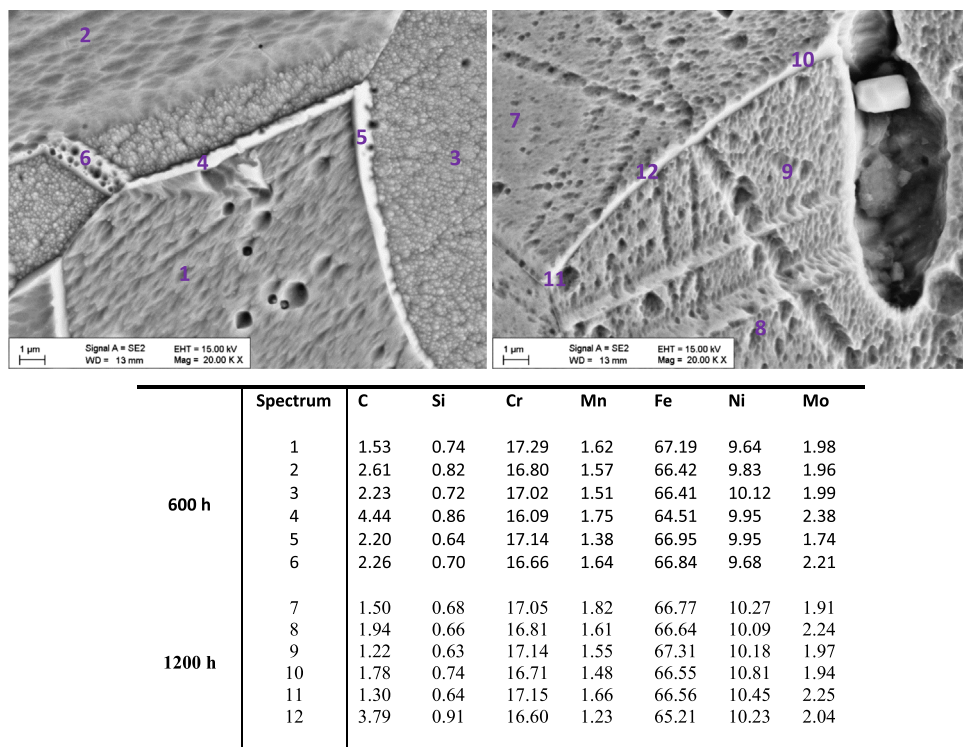 2
5
4
6
3
1
1 µm
Signal A = SE2
EHT = 15.00 kV
WD = 13 mm
Mag = 20.00 K X
10
7
12
9
11
8
1 µm
Signal A = SE2
EHT = 15.00 kV
WD = 13 mm
Mag = 20.00 K X
Spectrum C Si Cr Mn Fe Ni Mo
600 h
1 1.53 0.74 17.29 1.62 67.19 9.64 1.98
2 2.61 0.82 16.80 1.57 66.42 9.83 1.96
3 2.23 0.72 17.02 1.51 66.41 10.12 1.99
4 4.44 0.86 16.09 1.75 64.51 9.95 2.38
5 2.20 0.64 17.14 1.38 66.95 9.95 1.74
6 2.26 0.70 16.66 1.64 66.84 9.68 2.21
1200 h
7 1.50 0.68 17.05 1.82 66.77 10.27 1.91
8 1.94 0.66 16.81 1.61 66.64 10.09 2.24
9 1.22 0.63 17.14 1.55 67.31 10.18 1.97
10 1.78 0.74 16.71 1.48 66.55 10.81 1.94
11 1.30 0.64 17.15 1.66 66.56 10.45 2.25
12 3.79 0.91 16.60 1.23 65.21 10.23 2.04